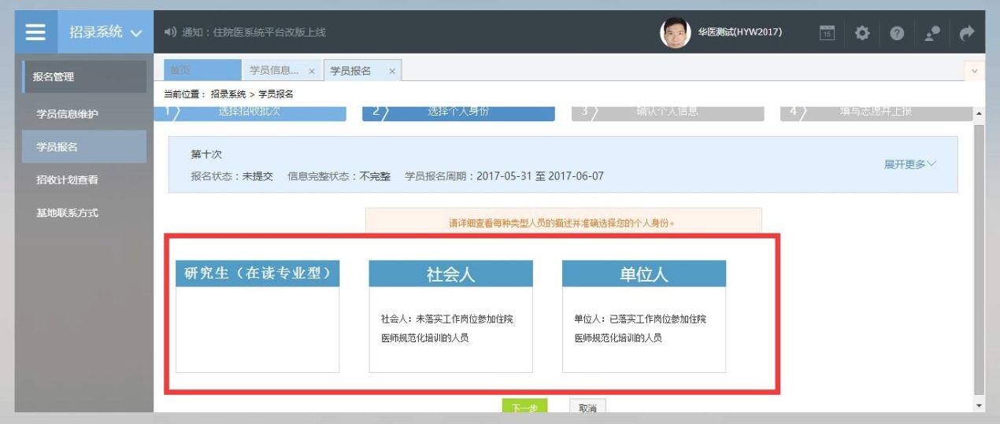 招录系统
通知：住院医系统平台改版上线
华医测试(HYW2017)
15
报名管理
学员信息维护
学员报名
招收计划查看
基地联系方式
首页
学员信息... ×
学员报名 ×
当前位置： 招录系统 > 学员报名
1 选择招收批次
2 选择个人身份
3 确认个人信息
4 填写志愿并上报
第十次
报名状态：未提交 信息完整状态：不完整 学员报名周期：2017-05-31 至 2017-06-07
展开更多
请详细查看每种类型人员的描述并准确选择您的个人身份。
研究生（在读专业型）
社会人
社会人：未落实工作岗位参加住院
医师规范化培训的人员
单位人
单位人：已落实工作岗位参加住院
医师规范化培训的人员
下一步
取消